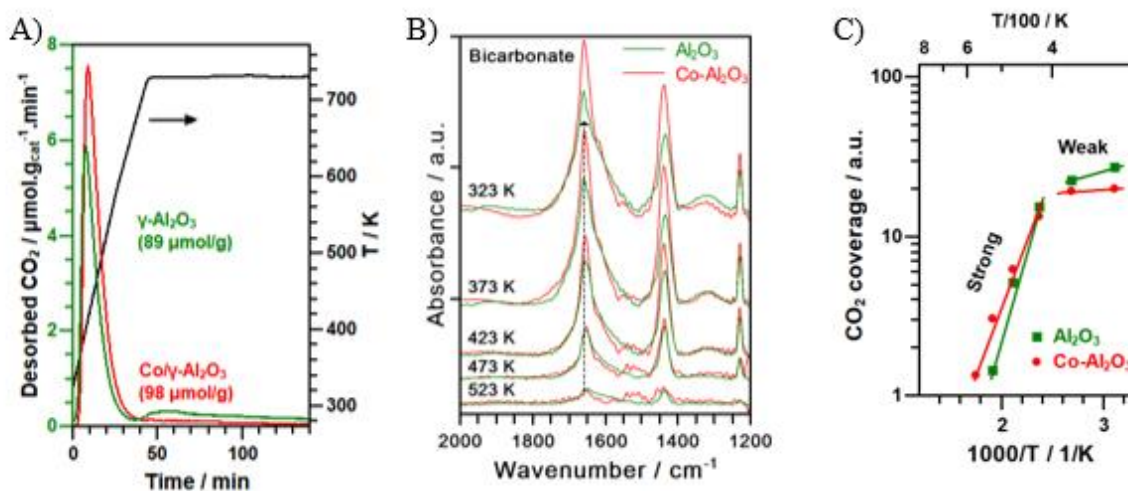 A)
Desorbed CO₂ / μmol.g_cat⁻¹.min⁻¹
8
6
4
2
0
γ-Al₂O₃
(89 μmol/g)
Co/γ-Al₂O₃
(98 μmol/g)
700
600
500
400
300
T / K
0 50 100
Time / min
B)
Absorbance / a.u.
Bicarbonate
Al₂O₃
Co-Al₂O₃
323 K
373 K
423 K
473 K
523 K
2000 1800 1600 1400 1200
Wavenumber / cm⁻¹
C)
T/100 / K
8 6 4
CO₂ coverage / a.u.
100
10
1
Weak
Strong
Al₂O₃
Co-Al₂O₃
2 3
1000/T / 1/K